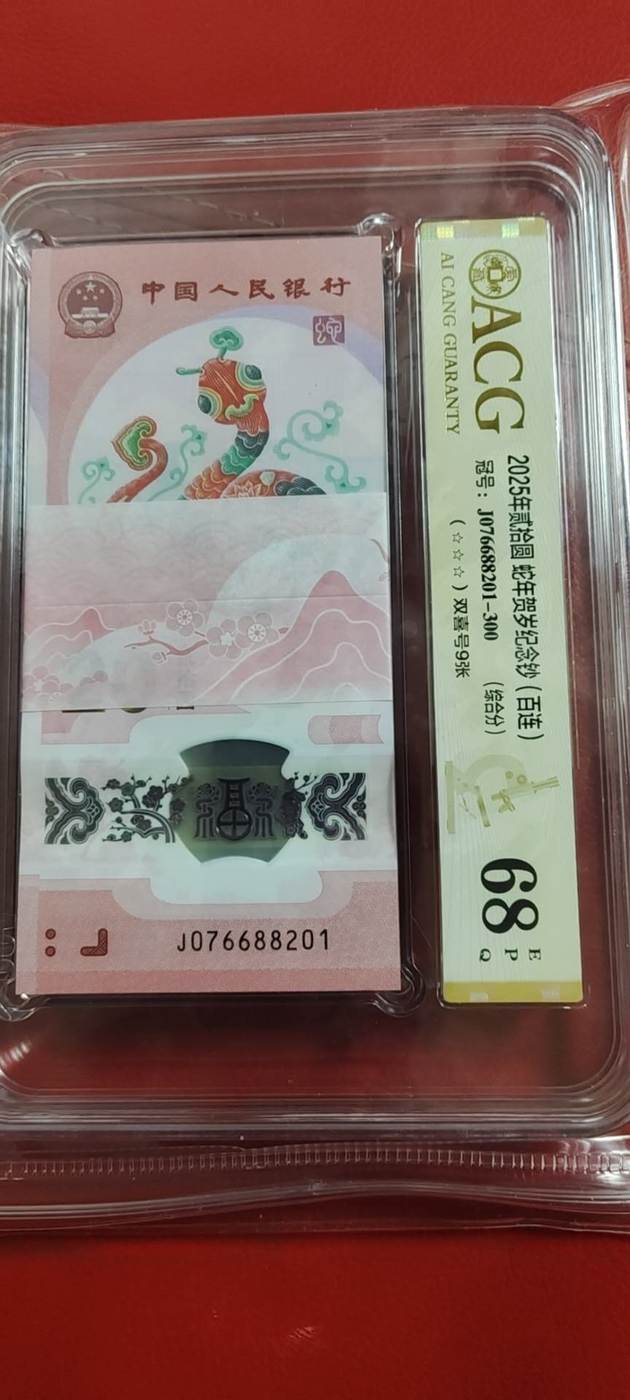 中国人民银行
J076688201
ACG
AI CANG GUARANTY
2025年贰拾圆 蛇年贺岁纪念钞（百连）
冠号：J076688201-300 （综合分）
（☆☆☆）双喜号9张
68
E
P
Q